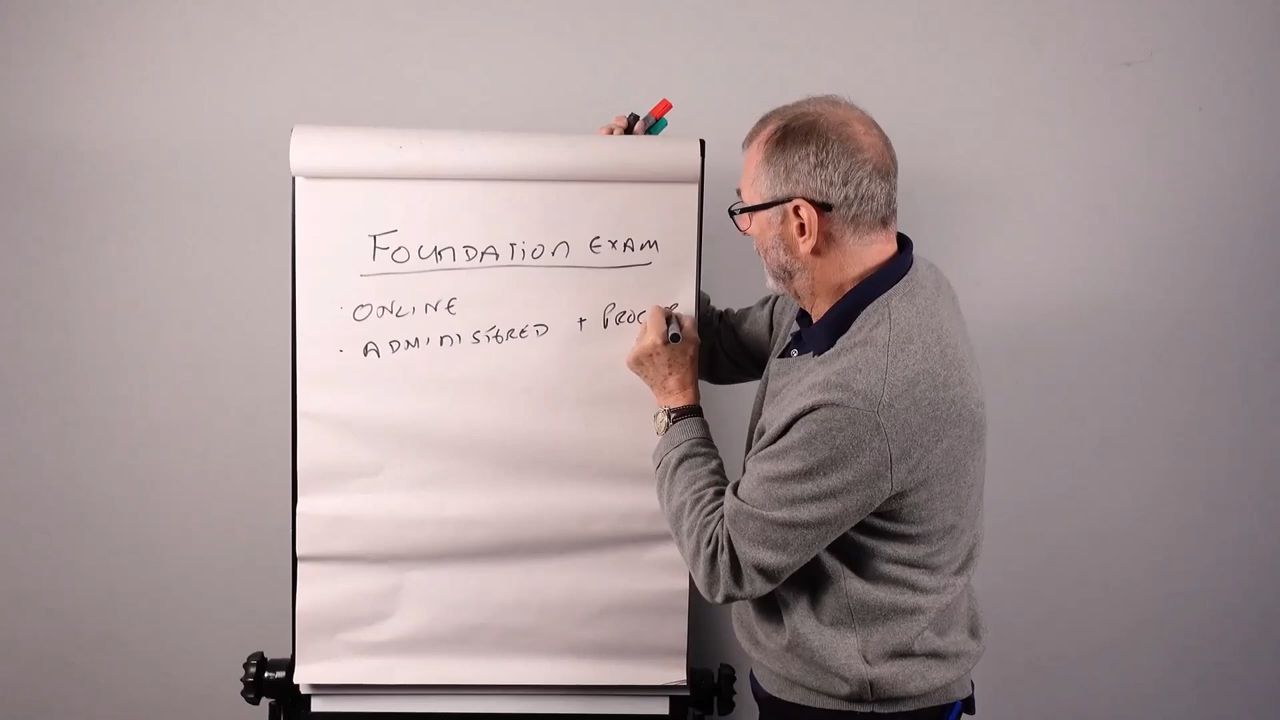 FOUNDATION EXAM
· ONLINE
· ADMINISTERED + PROC